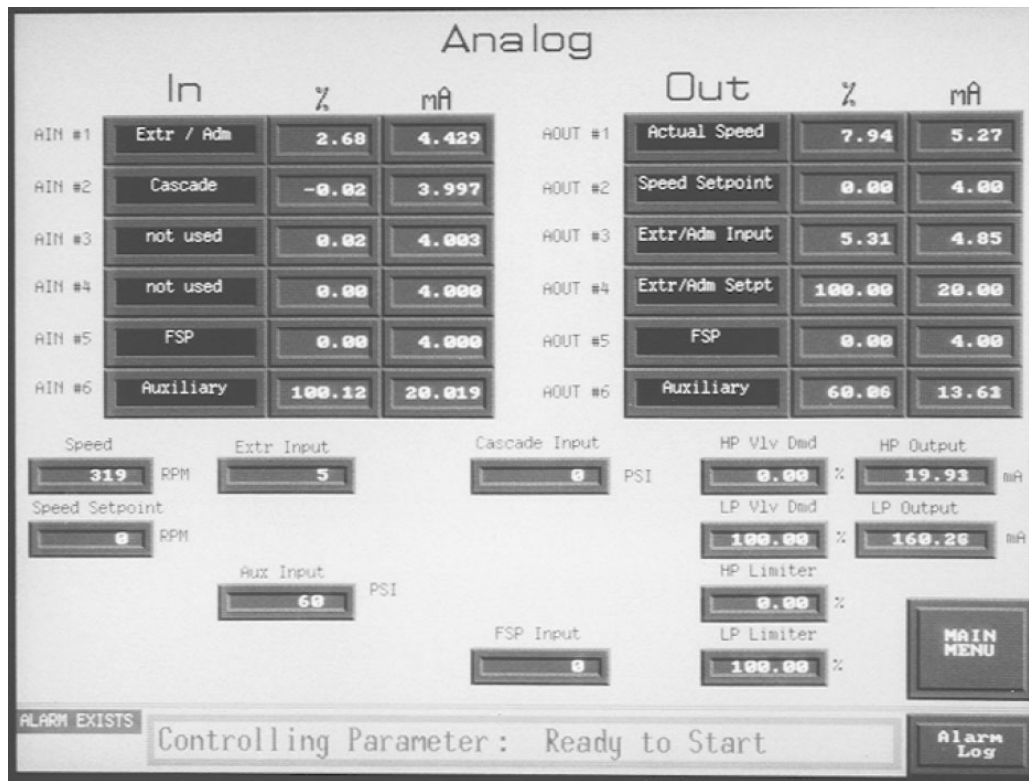 Analog
In % mA Out % mA
AIN #1 Extr / Adm 2.68 4.429 AOUT #1 Actual Speed 7.94 5.27
AIN #2 Cascade -0.02 3.997 AOUT #2 Speed Setpoint 0.00 4.00
AIN #3 not used 0.02 4.003 AOUT #3 Extr/Adm Input 5.31 4.85
AIN #4 not used 0.00 4.000 AOUT #4 Extr/Adm Setpt 100.00 20.00
AIN #5 FSP 0.00 4.000 AOUT #5 FSP 0.00 4.00
AIN #6 Auxiliary 100.12 20.019 AOUT #6 Auxiliary 60.06 13.63
Speed Extr Input Cascade Input HP Vlv Dmd HP Output
319 RPM 5 0 PSI 0.00 % 19.93 mA
Speed Setpoint LP Vlv Dmd LP Output
0 RPM 100.00 % 160.26 mA
Aux Input HP Limiter
60 PSI 0.00 %
FSP Input LP Limiter
0 100.00 %
MAIN
MENU
ALARM EXISTS
Controlling Parameter: Ready to Start
Alarm
Log